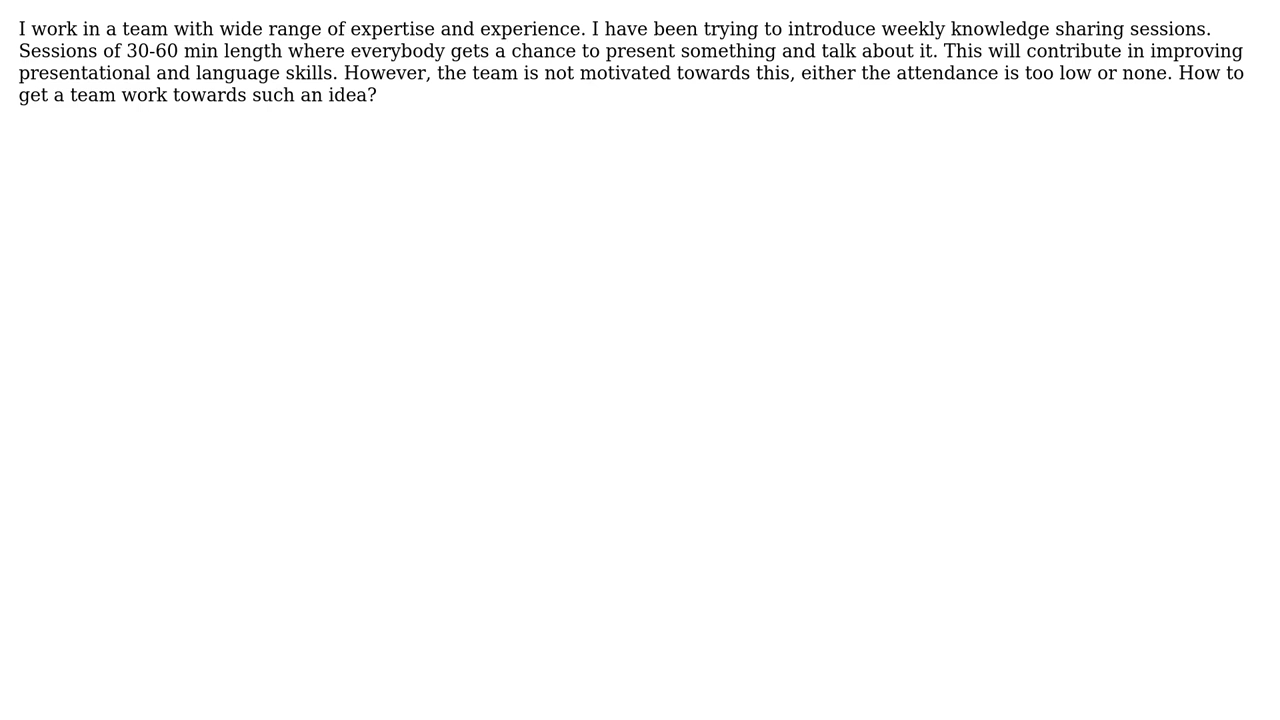 I work in a team with wide range of expertise and experience. I have been trying to introduce weekly knowledge sharing sessions.
Sessions of 30-60 min length where everybody gets a chance to present something and talk about it. This will contribute in improving
presentational and language skills. However, the team is not motivated towards this, either the attendance is too low or none. How to
get a team work towards such an idea?